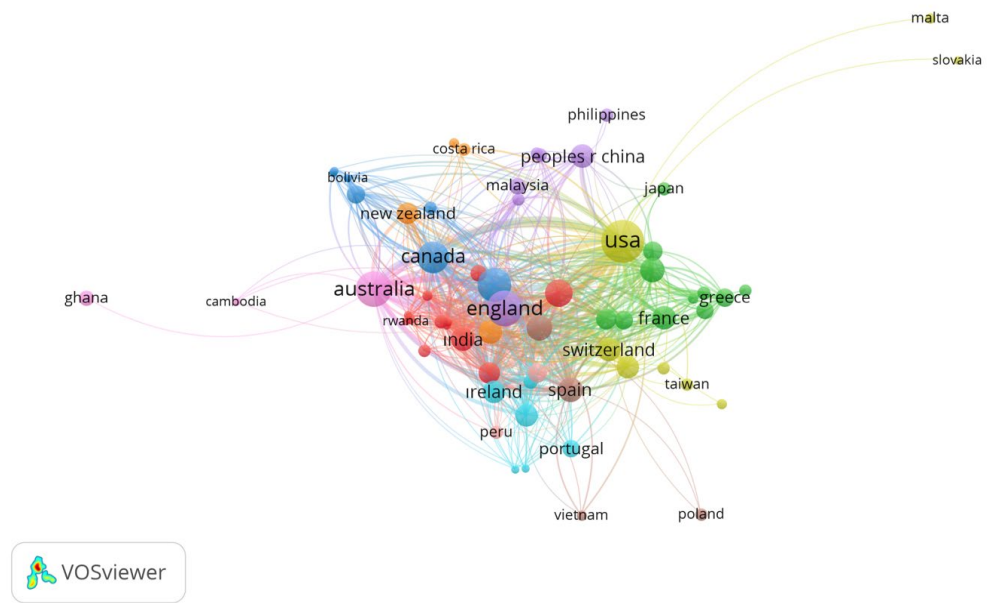 malta
slovakia
philippines
costa rica
peoples r china
bolivia
malaysia
japan
new zealand
usa
canada
australia
ghana
cambodia
england
greece
rwanda
france
india
switzerland
taiwan
ireland
spain
peru
portugal
vietnam
poland
VOSviewer